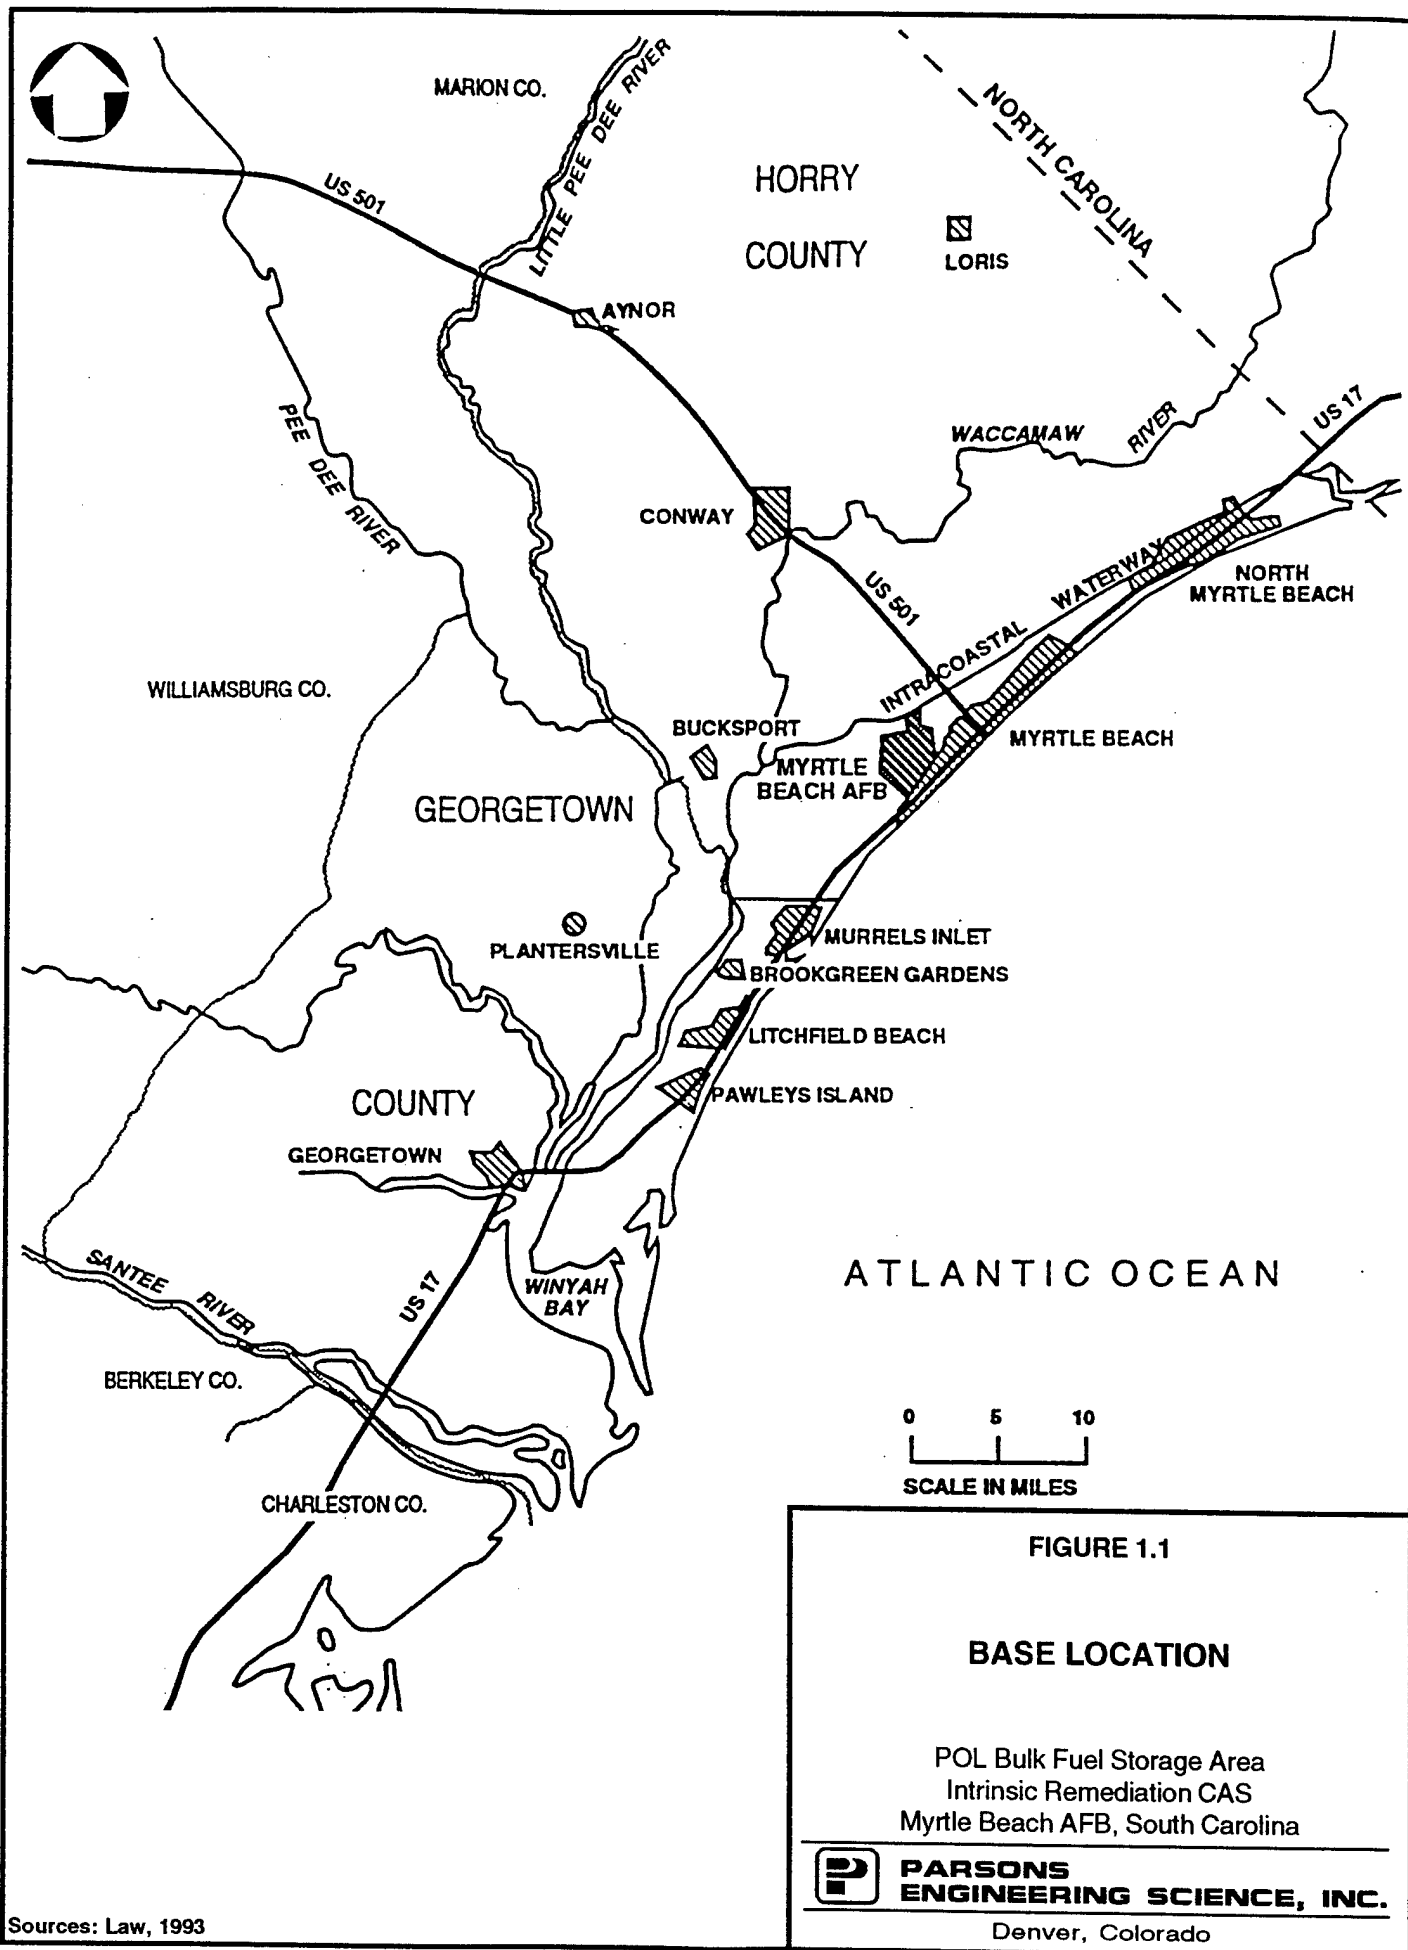 MARION CO.
LITTLE PEE DEE RIVER
NORTH CAROLINA
HORRY
COUNTY
US 501
LORIS
AYNOR
US 17
PEE DEE RIVER
WACCAMAW RIVER
CONWAY
US 501
INTRACOASTAL WATERWAY
NORTH
MYRTLE BEACH
WILLIAMSBURG CO.
BUCKSPORT
MYRTLE BEACH
MYRTLE
BEACH AFB
GEORGETOWN
PLANTERSVILLE
MURRELS INLET
BROOKGREEN GARDENS
LITCHFIELD BEACH
COUNTY
PAWLEYS ISLAND
GEORGETOWN
SANTEE RIVER
US 17
WINYAH
BAY
ATLANTIC OCEAN
BERKELEY CO.
0 5 10
SCALE IN MILES
CHARLESTON CO.
FIGURE 1.1
BASE LOCATION
POL Bulk Fuel Storage Area
Intrinsic Remediation CAS
Myrtle Beach AFB, South Carolina
PARSONS
ENGINEERING SCIENCE, INC.
Denver, Colorado
Sources: Law, 1993